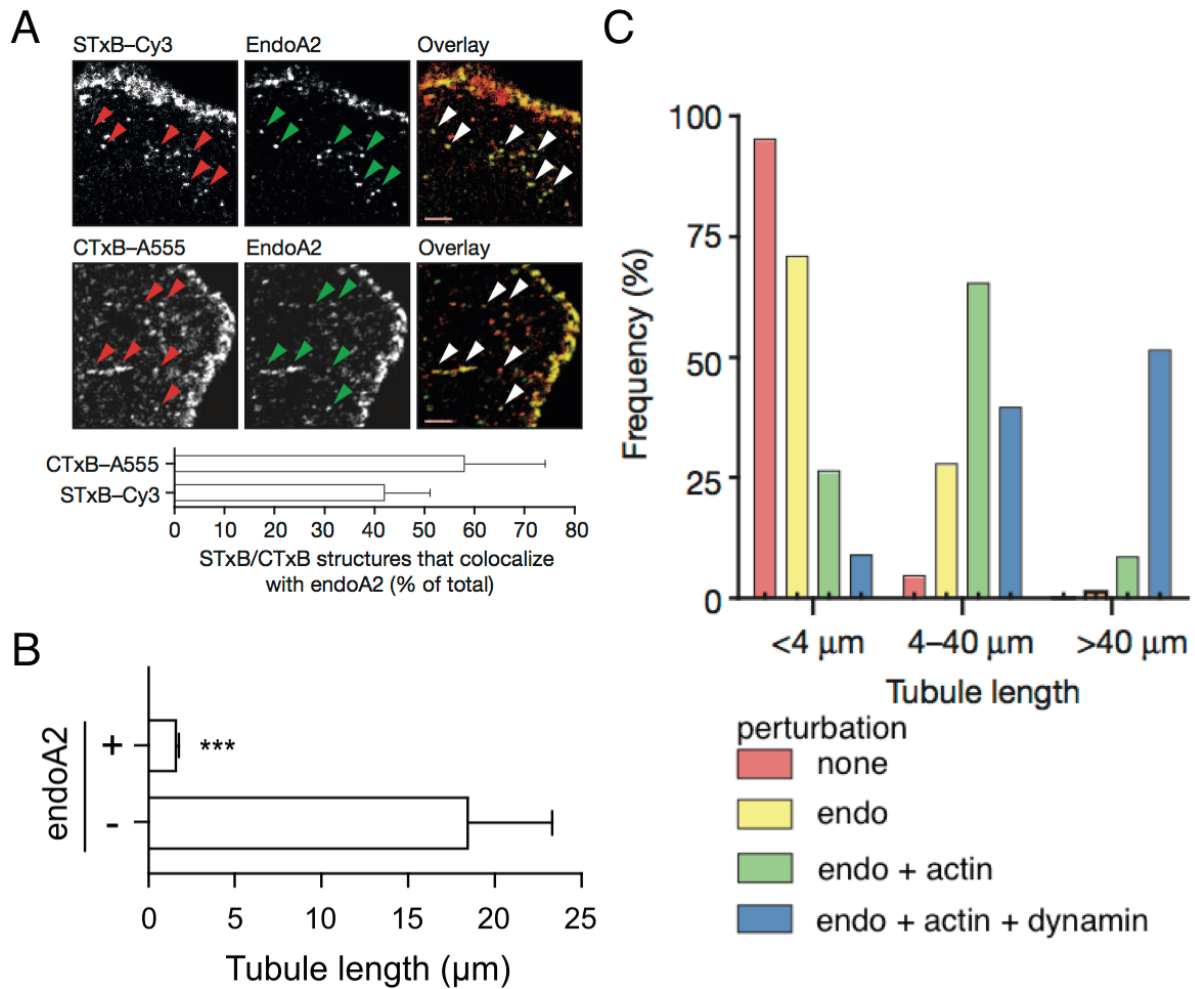 A
STxB–Cy3 EndoA2 Overlay
CTxB–A555 EndoA2 Overlay
CTxB–A555
STxB–Cy3
0 10 20 30 40 50 60 70 80
STxB/CTxB structures that colocalize
with endoA2 (% of total)
B
endoA2
+ ***
-
0 5 10 15 20 25
Tubule length (µm)
C
Frequency (%)
100
75
50
25
0
<4 µm 4–40 µm >40 µm
Tubule length
perturbation
none
endo
endo + actin
endo + actin + dynamin